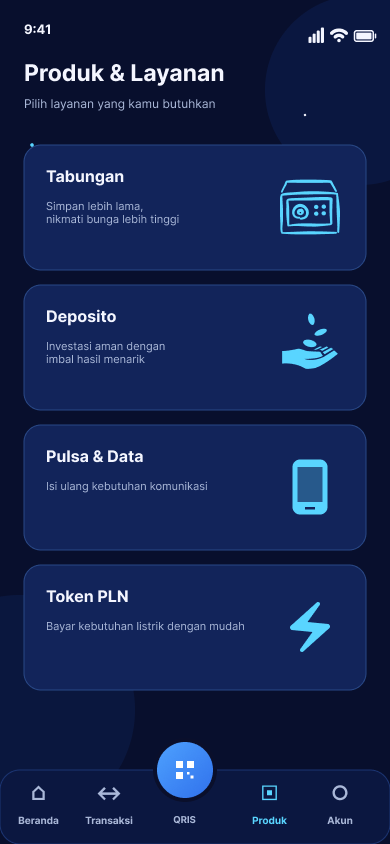 9:41
Produk & Layanan
Pilih layanan yang kamu butuhkan
Tabungan
Simpan lebih lama,
nikmati bunga lebih tinggi
Deposito
Investasi aman dengan
imbal hasil menarik
Pulsa & Data
Isi ulang kebutuhan komunikasi
Token PLN
Bayar kebutuhan listrik dengan mudah
Beranda
Transaksi
QRIS
Produk
Akun